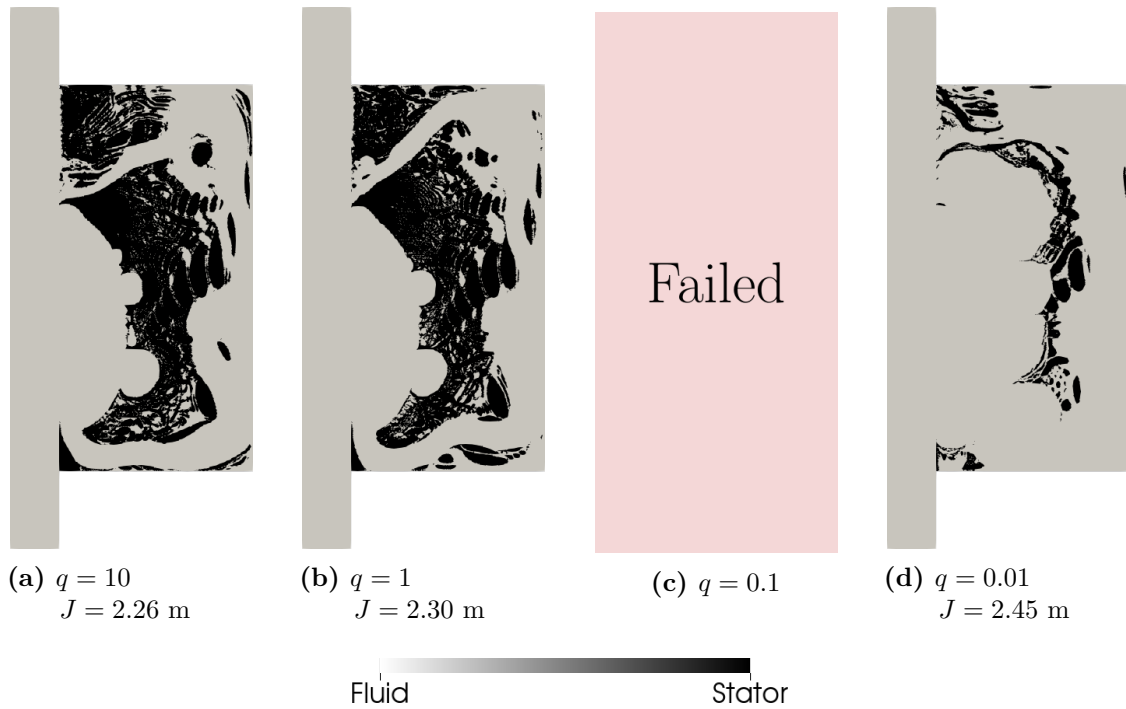 Failed
(a) q = 10
J = 2.26 m
(b) q = 1
J = 2.30 m
(c) q = 0.1
(d) q = 0.01
J = 2.45 m
Fluid
Stator